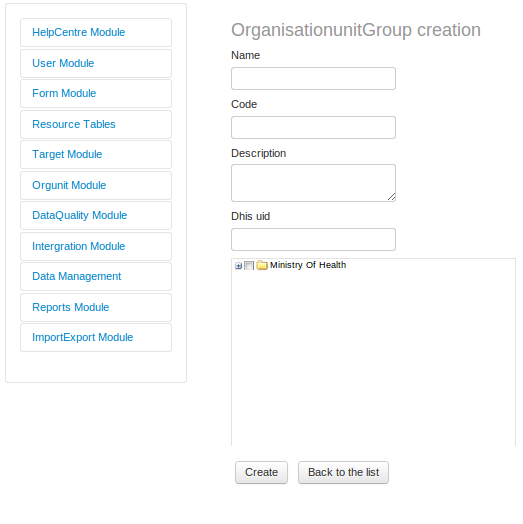 HelpCentre Module
User Module
Form Module
Resource Tables
Target Module
Orgunit Module
DataQuality Module
Intergration Module
Data Management
Reports Module
ImportExport Module
OrganisationunitGroup creation
Name
Code
Description
Dhis uid
Ministry Of Health
Create
Back to the list